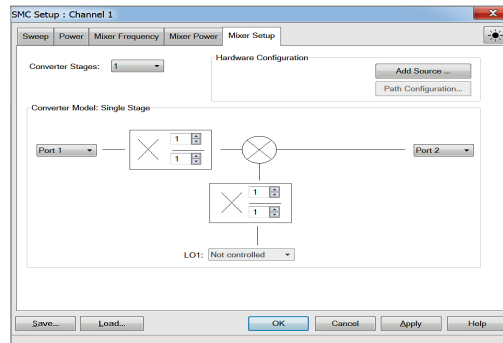 SMC Setup : Channel 1
Sweep Power Mixer Frequency Mixer Power Mixer Setup
Converter Stages: 1
Hardware Configuration
Add Source ...
Path Configuration...
Converter Model: Single Stage
Port 1
1
1
Port 2
1
1
LO1: Not controlled
Save... Load... OK Cancel Apply Help